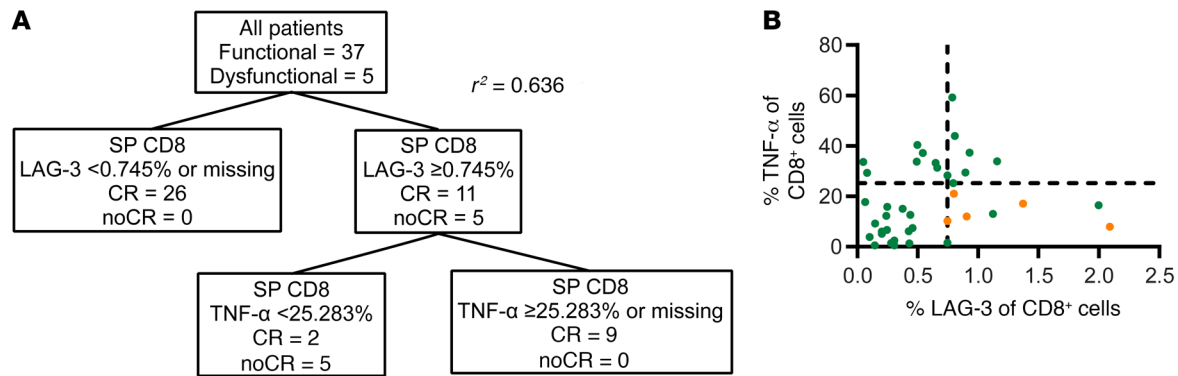 A
All patients
Functional = 37
Dysfunctional = 5
r² = 0.636
SP CD8
LAG-3 <0.745% or missing
CR = 26
noCR = 0
SP CD8
LAG-3 ≥0.745%
CR = 11
noCR = 5
SP CD8
TNF-α <25.283%
CR = 2
noCR = 5
SP CD8
TNF-α ≥25.283% or missing
CR = 9
noCR = 0
B
% TNF-α of
CD8⁺ cells
80
60
40
20
0
0.0 0.5 1.0 1.5 2.0 2.5
% LAG-3 of CD8⁺ cells